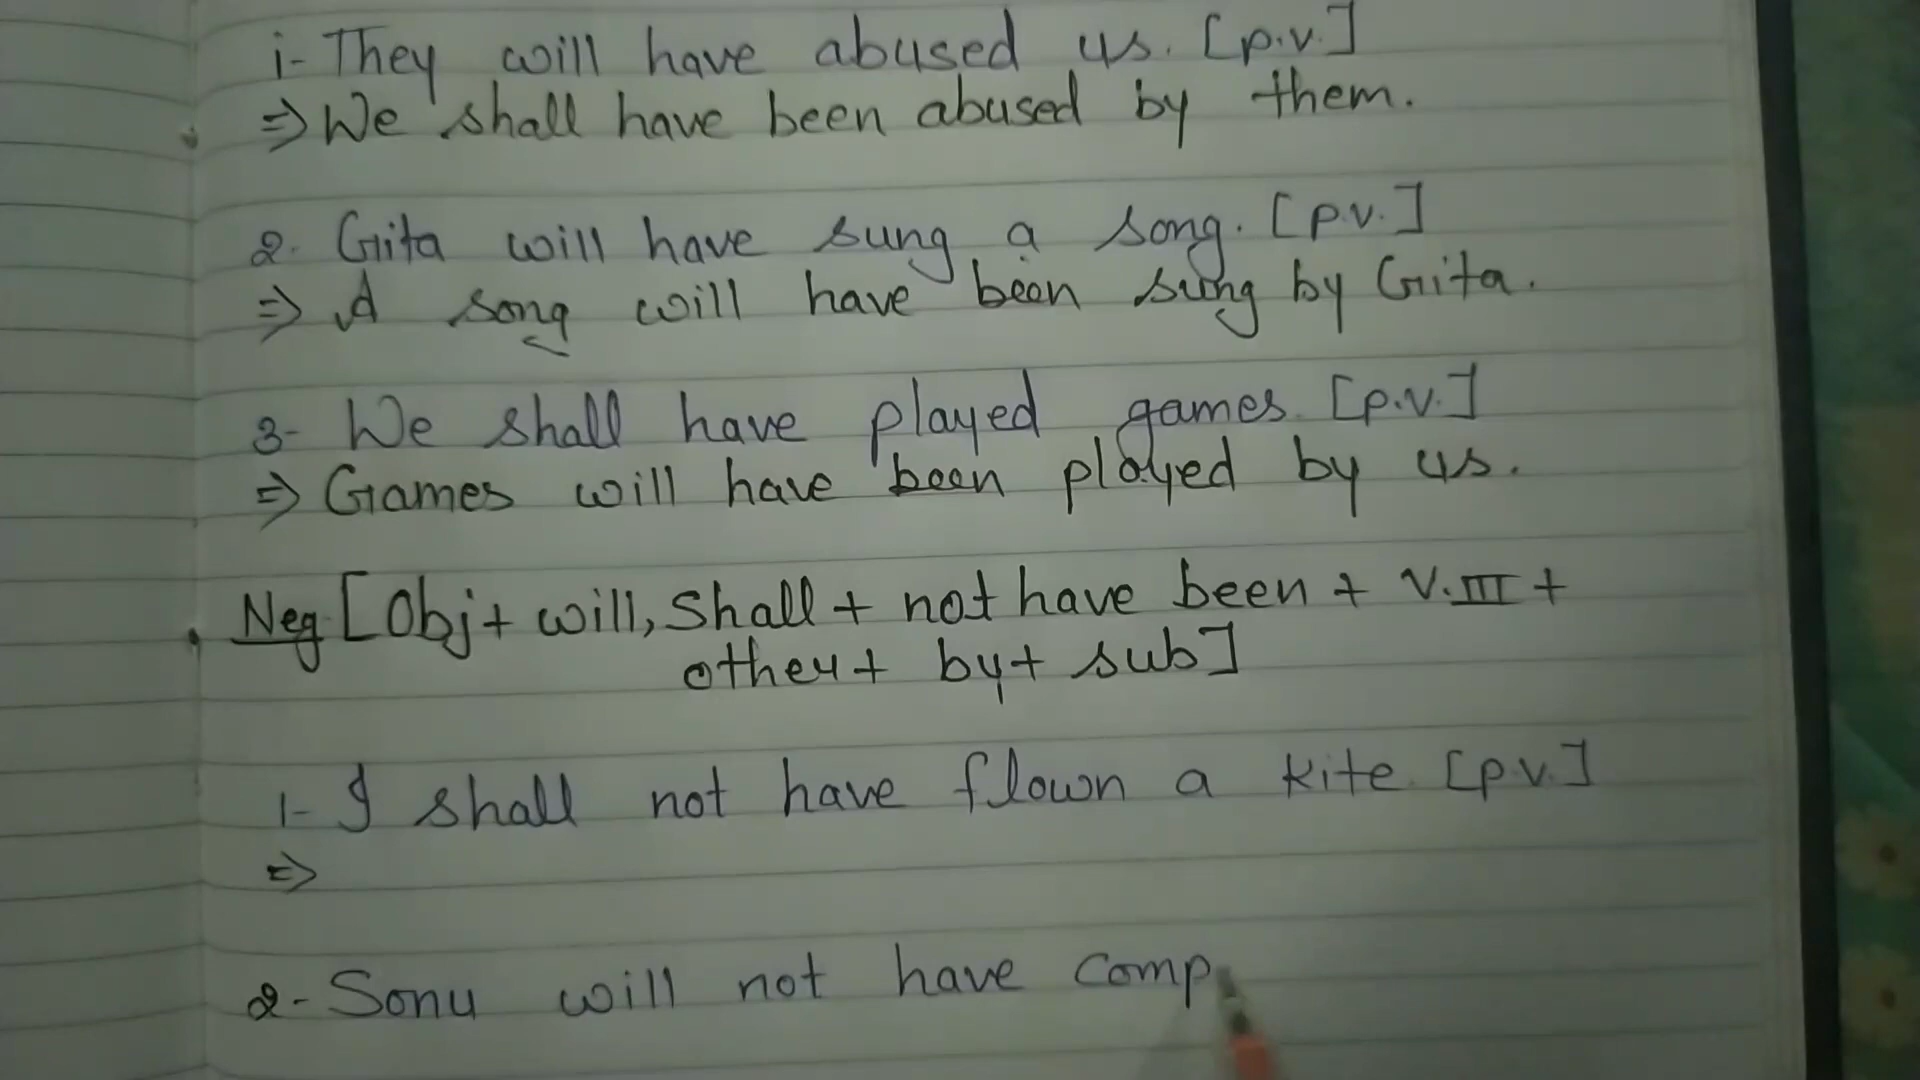 i- They will have abused us. [p.v.]
⇒ We shall have been abused by them.
2. Gita will have sung a song. [p.v.]
⇒ A song will have been sung by Gita.
3- We shall have played games. [p.v.]
⇒ Games will have been played by us.
Neg [Obj + will, Shall + not have been + V.III +
other + by + sub]
1- I shall not have flown a kite. [p.v.]
⇒
2- Sonu will not have comp